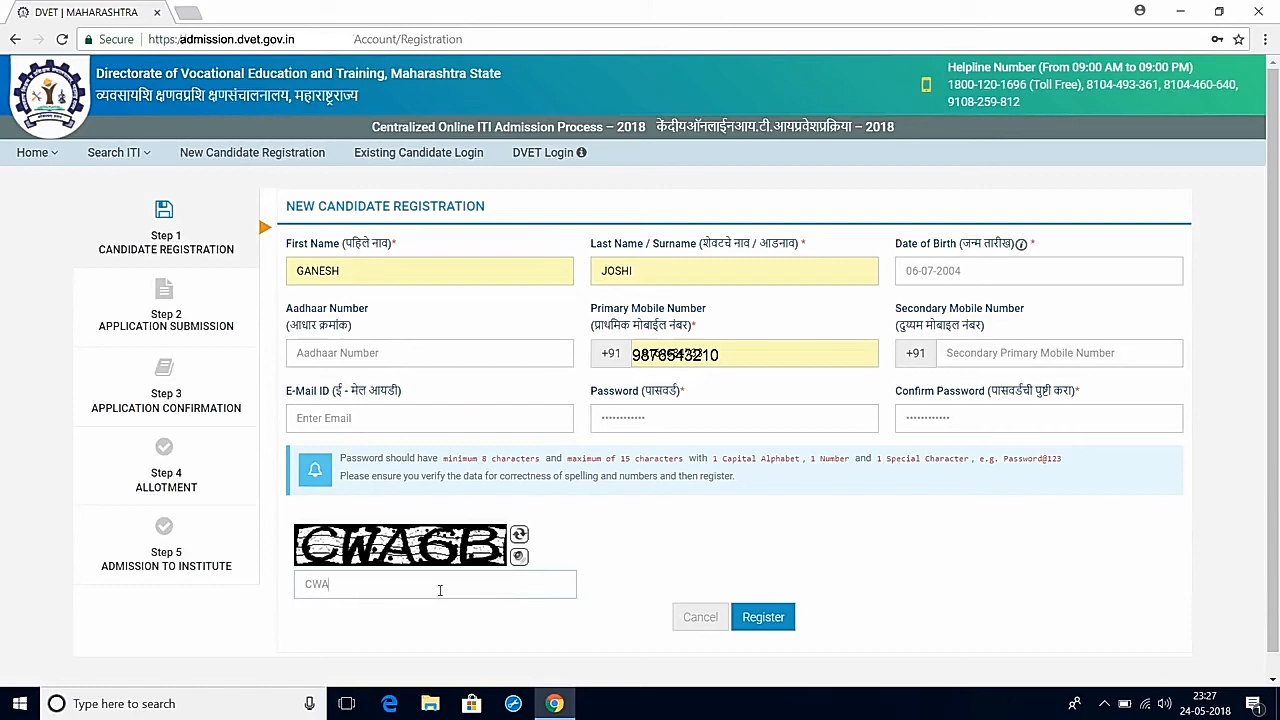 DVET | MAHARASHTRA
Secure https: admission.dvet.gov.in Account/Registration
Directorate of Vocational Education and Training, Maharashtra State
व्यवसायशि क्षणवप्रशि क्षणसंचालनालय, महाराष्ट्रराज्य
Helpline Number (From 09:00 AM to 09:00 PM)
1800-120-1696 (Toll Free), 8104-493-361, 8104-460-640,
9108-259-812
Centralized Online ITI Admission Process – 2018 केंदीयऑनलाईनआय.टी.आयप्रवेशप्रक्रिया – 2018
Home Search ITI New Candidate Registration Existing Candidate Login DVET Login
Step 1
CANDIDATE REGISTRATION
Step 2
APPLICATION SUBMISSION
Step 3
APPLICATION CONFIRMATION
Step 4
ALLOTMENT
Step 5
ADMISSION TO INSTITUTE
NEW CANDIDATE REGISTRATION
First Name (पहिले नाव)* Last Name / Surname (शेवटचे नाव / आडनाव) * Date of Birth (जन्म तारीख) *
GANESH JOSHI 06-07-2004
Aadhaar Number Primary Mobile Number Secondary Mobile Number
(आधार क्रमांक) (प्राथमिक मोबाईल नंबर)* (दुय्यम मोबाइल नंबर)
Aadhaar Number +91 9876543210 +91 Secondary Primary Mobile Number
E-Mail ID (ई - मेल आयडी) Password (पासवर्ड)* Confirm Password (पासवर्डची पुष्टी करा)*
Enter Email •••••••••••• ••••••••••••
Password should have minimum 8 characters and maximum of 15 characters with 1 Capital Alphabet, 1 Number and 1 Special Character, e.g. Password@123
Please ensure you verify the data for correctness of spelling and numbers and then register.
CWA6B
CWA
Cancel Register
Type here to search
23:27
24-05-2018
1